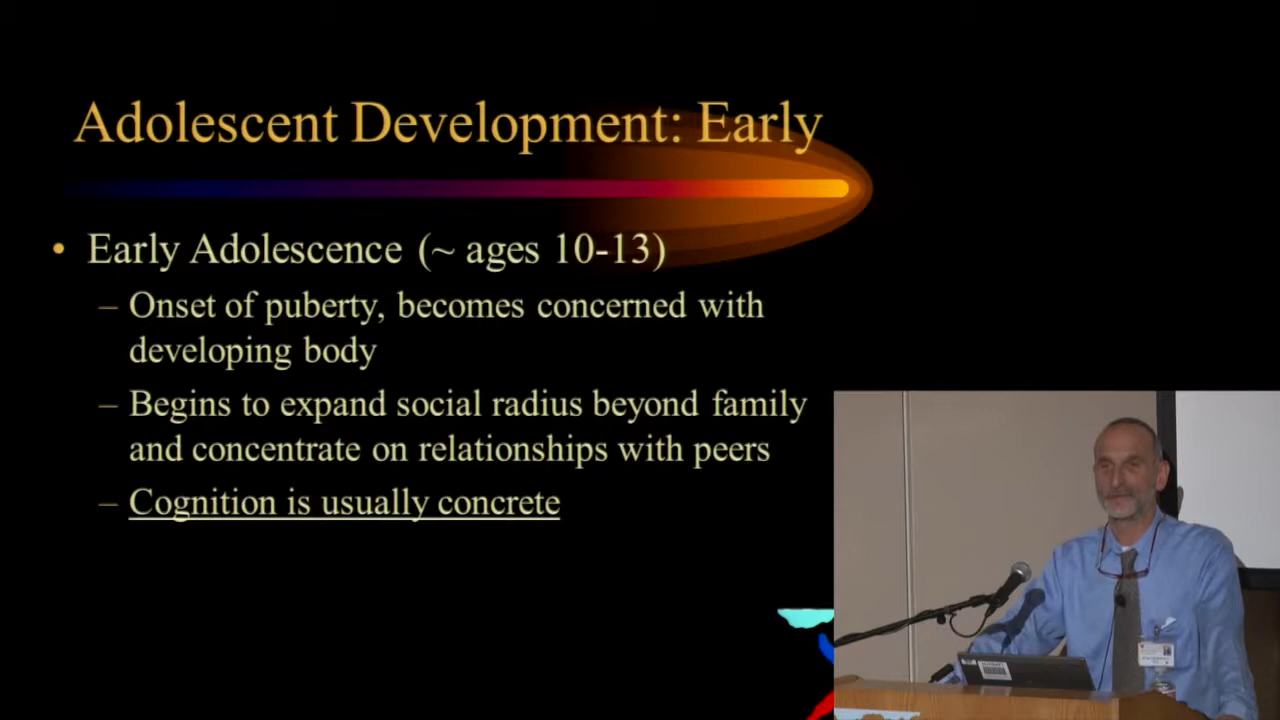 Adolescent Development: Early
• Early Adolescence (~ ages 10-13)
– Onset of puberty, becomes concerned with
developing body
– Begins to expand social radius beyond family
and concentrate on relationships with peers
– Cognition is usually concrete